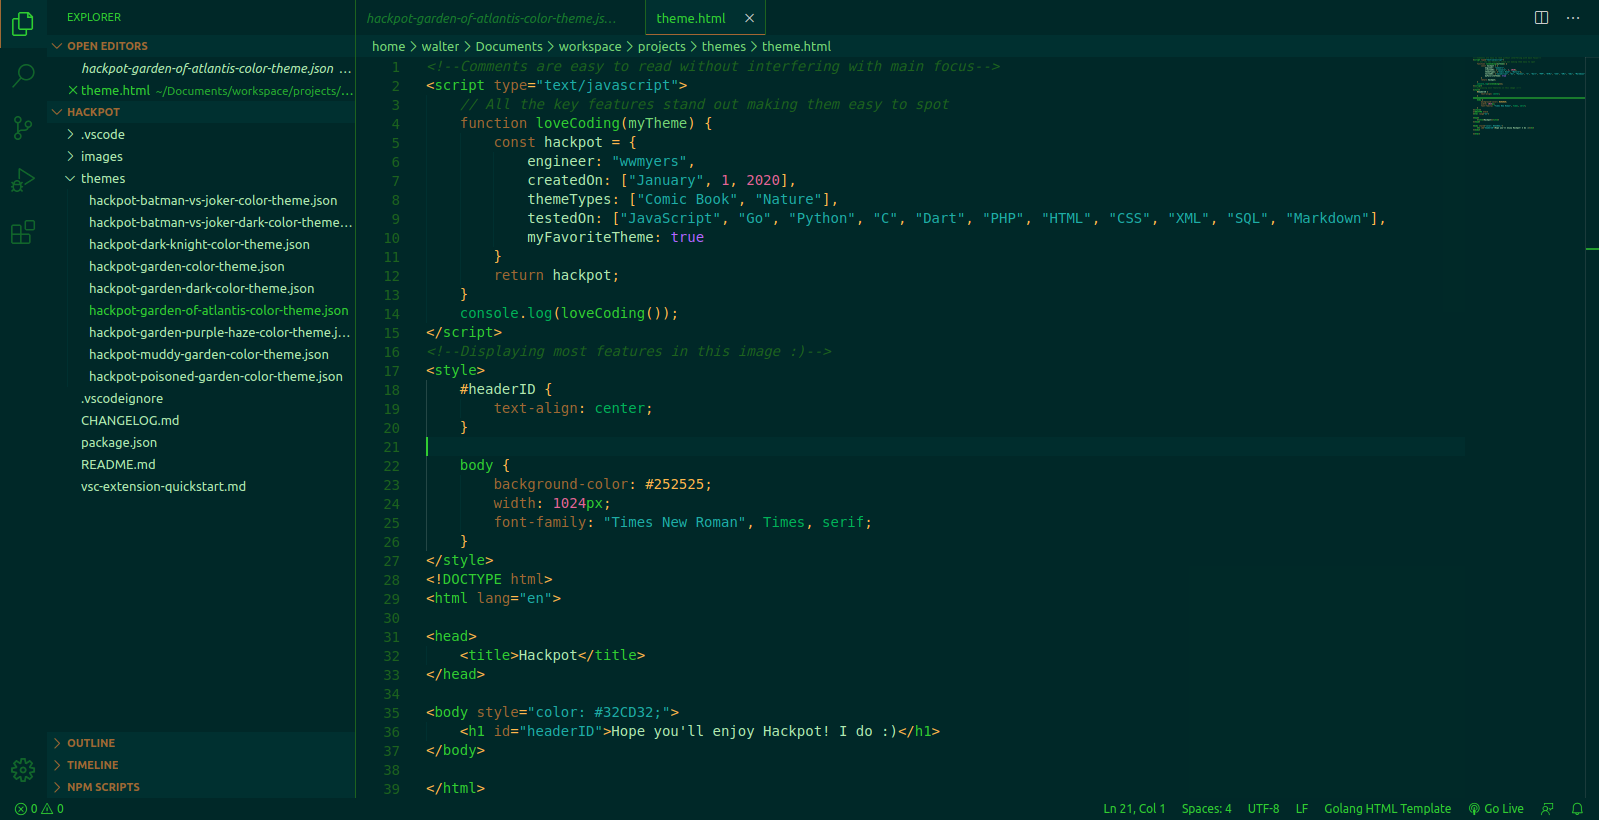 EXPLORER
OPEN EDITORS
hackpot-garden-of-atlantis-color-theme.json ...
theme.html ~/Documents/workspace/projects/...
HACKPOT
.vscode
images
themes
hackpot-batman-vs-joker-color-theme.json
hackpot-batman-vs-joker-dark-color-theme...
hackpot-dark-knight-color-theme.json
hackpot-garden-color-theme.json
hackpot-garden-dark-color-theme.json
hackpot-garden-of-atlantis-color-theme.json
hackpot-garden-purple-haze-color-theme.j...
hackpot-muddy-garden-color-theme.json
hackpot-poisoned-garden-color-theme.json
.vscodeignore
CHANGELOG.md
package.json
README.md
vsc-extension-quickstart.md
OUTLINE
TIMELINE
NPM SCRIPTS
hackpot-garden-of-atlantis-color-theme.js... theme.html
home > walter > Documents > workspace > projects > themes > theme.html
1 <!--Comments are easy to read without interfering with main focus-->
2 <script type="text/javascript">
3     // All the key features stand out making them easy to spot
4     function loveCoding(myTheme) {
5         const hackpot = {
6             engineer: "wwmyers",
7             createdOn: ["January", 1, 2020],
8             themeTypes: ["Comic Book", "Nature"],
9             testedOn: ["JavaScript", "Go", "Python", "C", "Dart", "PHP", "HTML", "CSS", "XML", "SQL", "Markdown"],
10             myFavoriteTheme: true
11         }
12         return hackpot;
13     }
14     console.log(loveCoding());
15 </script>
16 <!--Displaying most features in this image :)-->
17 <style>
18     #headerID {
19         text-align: center;
20     }
21
22     body {
23         background-color: #252525;
24         width: 1024px;
25         font-family: "Times New Roman", Times, serif;
26     }
27 </style>
28 <!DOCTYPE html>
29 <html lang="en">
30
31 <head>
32     <title>Hackpot</title>
33 </head>
34
35 <body style="color: #32CD32;">
36     <h1 id="headerID">Hope you'll enjoy Hackpot! I do :)</h1>
37 </body>
38
39 </html>
0 0 Ln 21, Col 1 Spaces: 4 UTF-8 LF Golang HTML Template Go Live